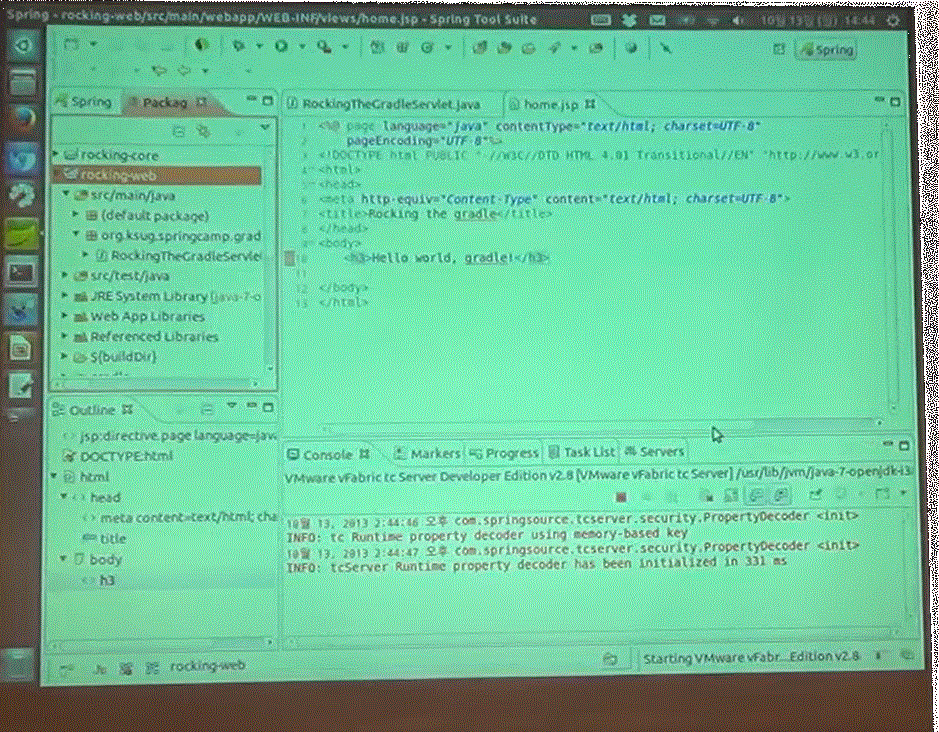 Spring - rocking-web/src/main/webapp/WEB-INF/views/home.jsp - Spring Tool Suite
10월 13일 (일) 14:44
Spring
Spring Packag
RockingTheGradleServlet.java home.jsp
rocking-core
rocking-web
src/main/java
(default package)
org.ksug.springcamp.grad
RockingTheGradleServle
src/test/java
JRE System Library [java-7-o
Web App Libraries
Referenced Libraries
${buildDir}
<%@ page language="java" contentType="text/html; charset=UTF-8"
pageEncoding="UTF-8"%>
<!DOCTYPE html PUBLIC "-//W3C//DTD HTML 4.01 Transitional//EN" "http://www.w3.or
<html>
<head>
<meta http-equiv="Content-Type" content="text/html; charset=UTF-8">
<title>Rocking the gradle</title>
</head>
<body>
10 <h3>Hello world, gradle!</h3>
11
12 </body>
13 </html>
Outline
jsp:directive.page language=jav
DOCTYPE:html
html
head
meta content=text/html; cha
title
body
h3
Console Markers Progress Task List Servers
VMware vFabric tc Server Developer Edition v2.8 [VMware vFabric tc Server] /usr/lib/jvm/java-7-openjdk-i3
10월 13, 2013 2:44:46 오후 com.springsource.tcserver.security.PropertyDecoder <init>
INFO: tc Runtime property decoder using memory-based key
10월 13, 2013 2:44:47 오후 com.springsource.tcserver.security.PropertyDecoder <init>
INFO: tcServer Runtime property decoder has been initialized in 331 ms
rocking-web
Starting VMware vFabr...Edition v2.8